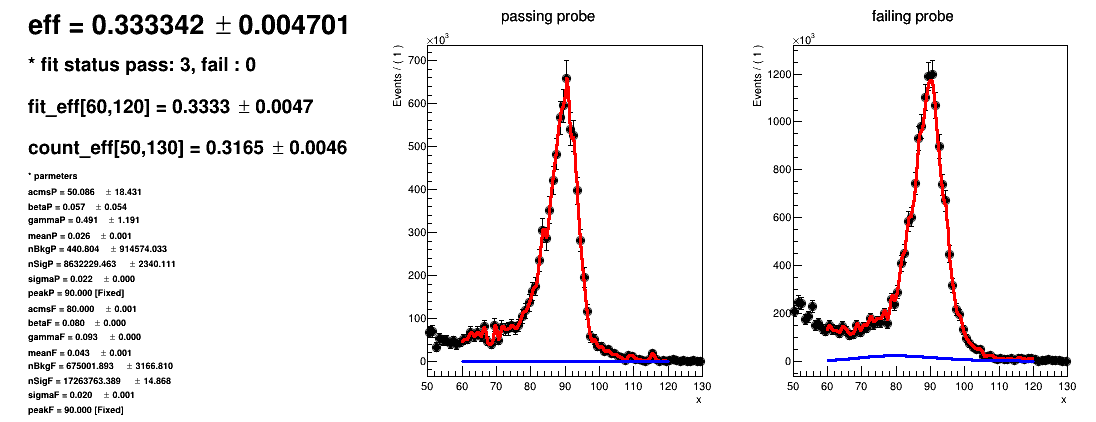 eff = 0.333342 ± 0.004701
* fit status pass: 3, fail : 0
fit_eff[60,120] = 0.3333 ± 0.0047
count_eff[50,130] = 0.3165 ± 0.0046
* parmeters
acmsP = 50.086 ± 18.431
betaP = 0.057 ± 0.054
gammaP = 0.491 ± 1.191
meanP = 0.026 ± 0.001
nBkgP = 440.804 ± 914574.033
nSigP = 8632229.463 ± 2340.111
sigmaP = 0.022 ± 0.000
peakP = 90.000 [Fixed]
acmsF = 80.000 ± 0.001
betaF = 0.080 ± 0.000
gammaF = 0.093 ± 0.000
meanF = 0.043 ± 0.001
nBkgF = 675001.893 ± 3166.810
nSigF = 17263763.389 ± 14.868
sigmaF = 0.020 ± 0.001
peakF = 90.000 [Fixed]
passing probe
×10³
Events / ( 1 )
700
600
500
400
300
200
100
0
50 60 70 80 90 100 110 120 130
x
failing probe
×10³
Events / ( 1 )
1200
1000
800
600
400
200
0
50 60 70 80 90 100 110 120 130
x